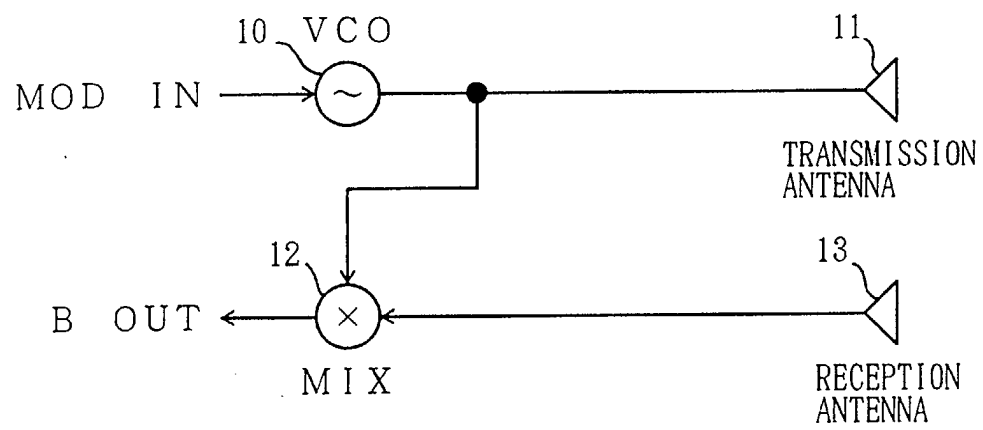 10
VCO
11
MOD IN
~
TRANSMISSION
ANTENNA
12
13
B OUT
×
MIX
RECEPTION
ANTENNA